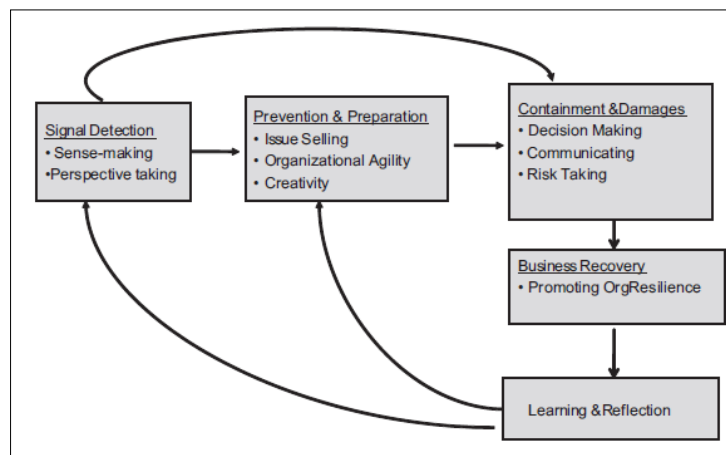 Signal Detection
• Sense-making
•Perspective taking
Prevention & Preparation
• Issue Selling
• Organizational Agility
• Creativity
Containment &Damages
• Decision Making
• Communicating
• Risk Taking
Business Recovery
• Promoting OrgResilience
Learning &Reflection